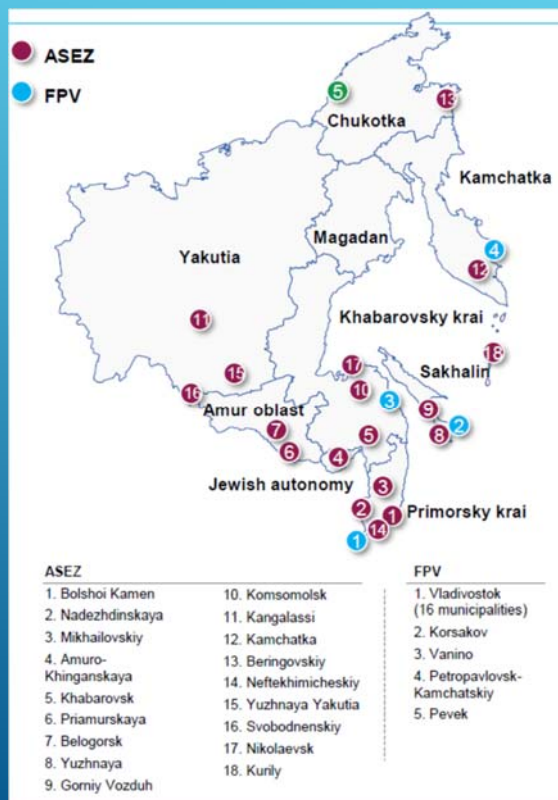 ASEZ
FPV
5
13
Chukotka
Kamchatka
Magadan
4
12
Yakutia
11
Khabarovsky krai
18
17
Sakhalin
15
16
10
3
9
Amur oblast
7
2
5
8
6
4
Jewish autonomy
3
2
1
Primorsky krai
14
1
ASEZ
1. Bolshoi Kamen
2. Nadezhdinskaya
3. Mikhailovskiy
4. Amuro-
Khinganskaya
5. Khabarovsk
6. Priamurskaya
7. Belogorsk
8. Yuzhnaya
9. Gorniy Vozduh
10. Komsomolsk
11. Kangalassi
12. Kamchatka
13. Beringovskiy
14. Neftekhimicheskiy
15. Yuzhnaya Yakutia
16. Svobodnenskiy
17. Nikolaevsk
18. Kurily
FPV
1. Vladivostok
(16 municipalities)
2. Korsakov
3. Vanino
4. Petropavlovsk-
Kamchatskiy
5. Pevek